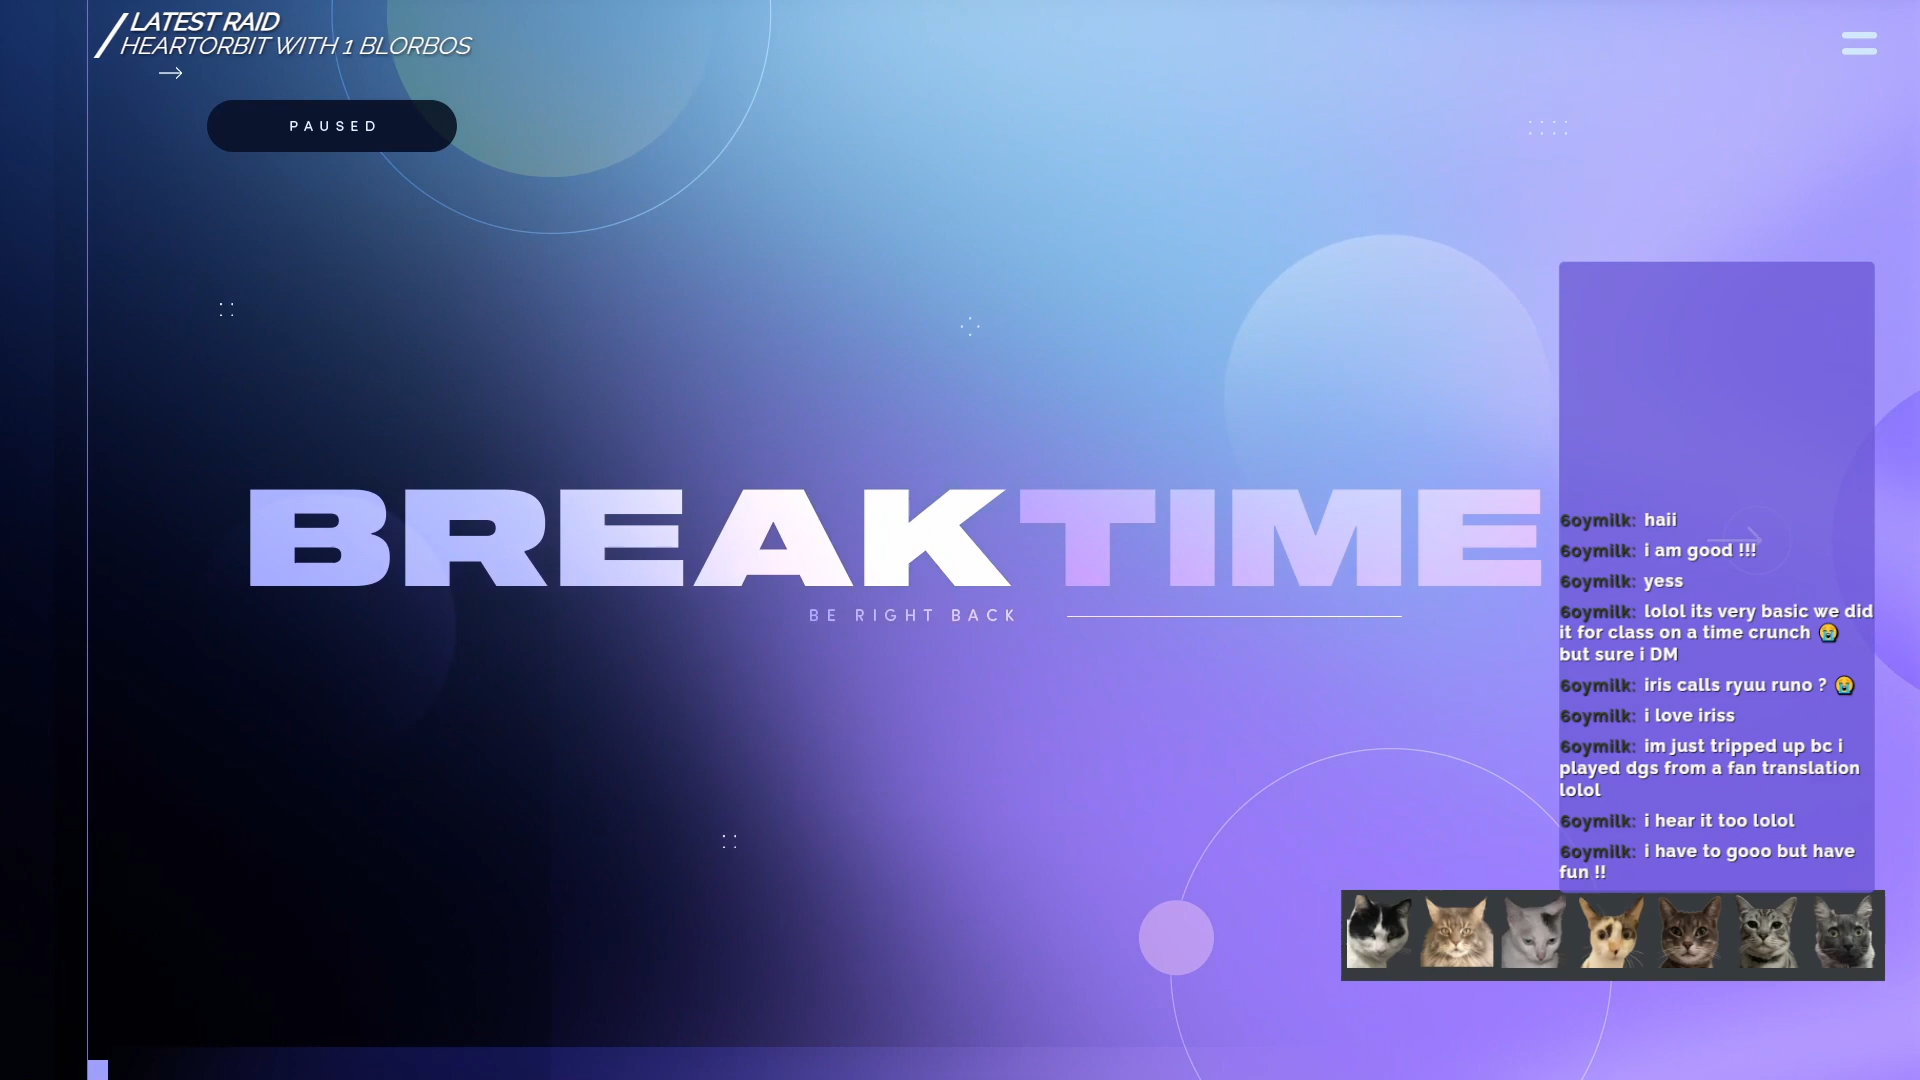 LATEST RAID
HEARTORBIT WITH 1 BLORBOS
PAUSED
BREAKTIME
BE RIGHT BACK
6oymilk: haii
6oymilk: i am good !!!
6oymilk: yess
6oymilk: lolol its very basic we did
it for class on a time crunch 😭
but sure i DM
6oymilk: iris calls ryuu runo ? 😭
6oymilk: i love iriss
6oymilk: im just tripped up bc i
played dgs from a fan translation
lolol
6oymilk: i hear it too lolol
6oymilk: i have to gooo but have
fun !!